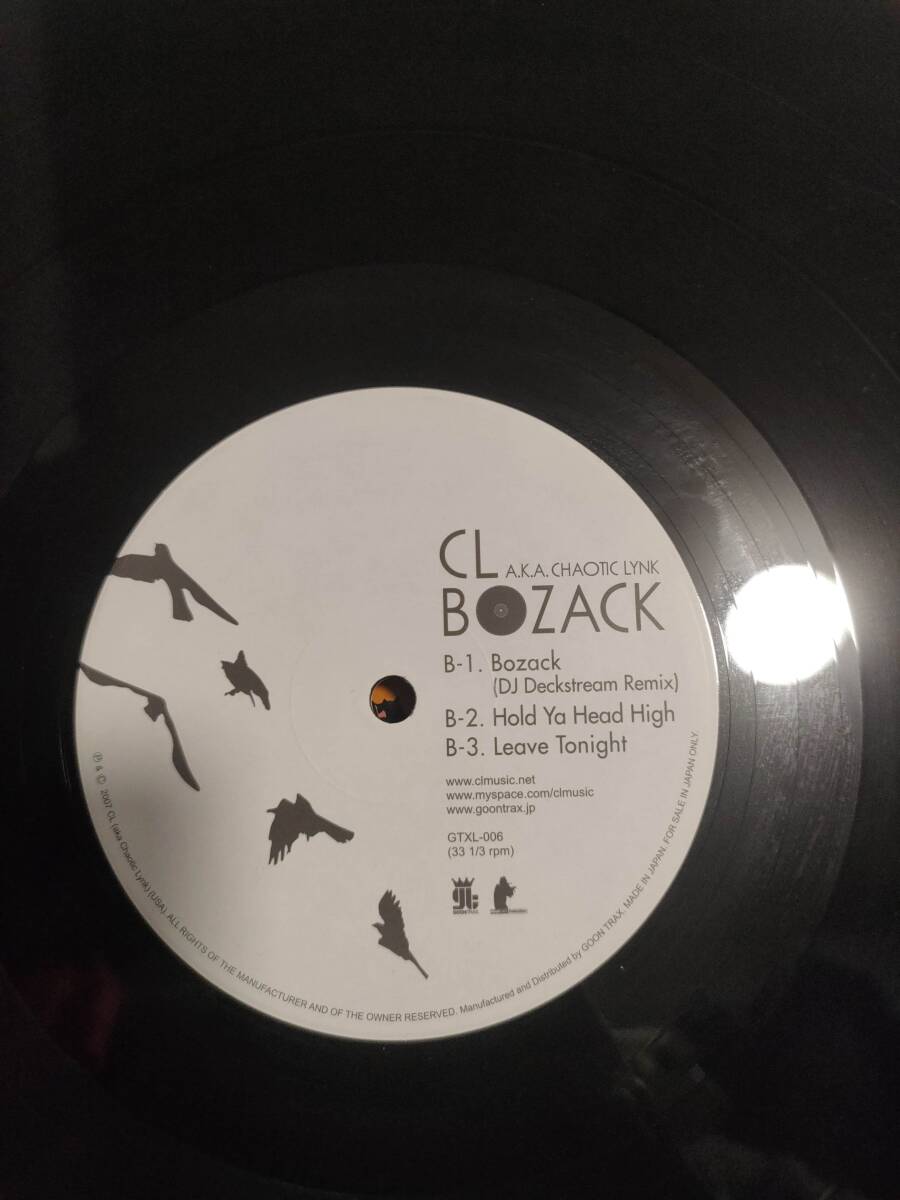 CL A.K.A. CHAOTIC LYNK
BOZACK
B-1. Bozack
(DJ Deckstream Remix)
B-2. Hold Ya Head High
B-3. Leave Tonight
www.clmusic.net
www.myspace.com/clmusic
www.goontrax.jp
GTXL-006
(33 1/3 rpm)
gt
℗ & © 2007 CL (aka Chaotic Lynk) (USA). ALL RIGHTS OF THE MANUFACTURER AND OF THE OWNER RESERVED. Manufactured and Distributed by GOON TRAX. MADE IN JAPAN. FOR SALE IN JAPAN ONLY.